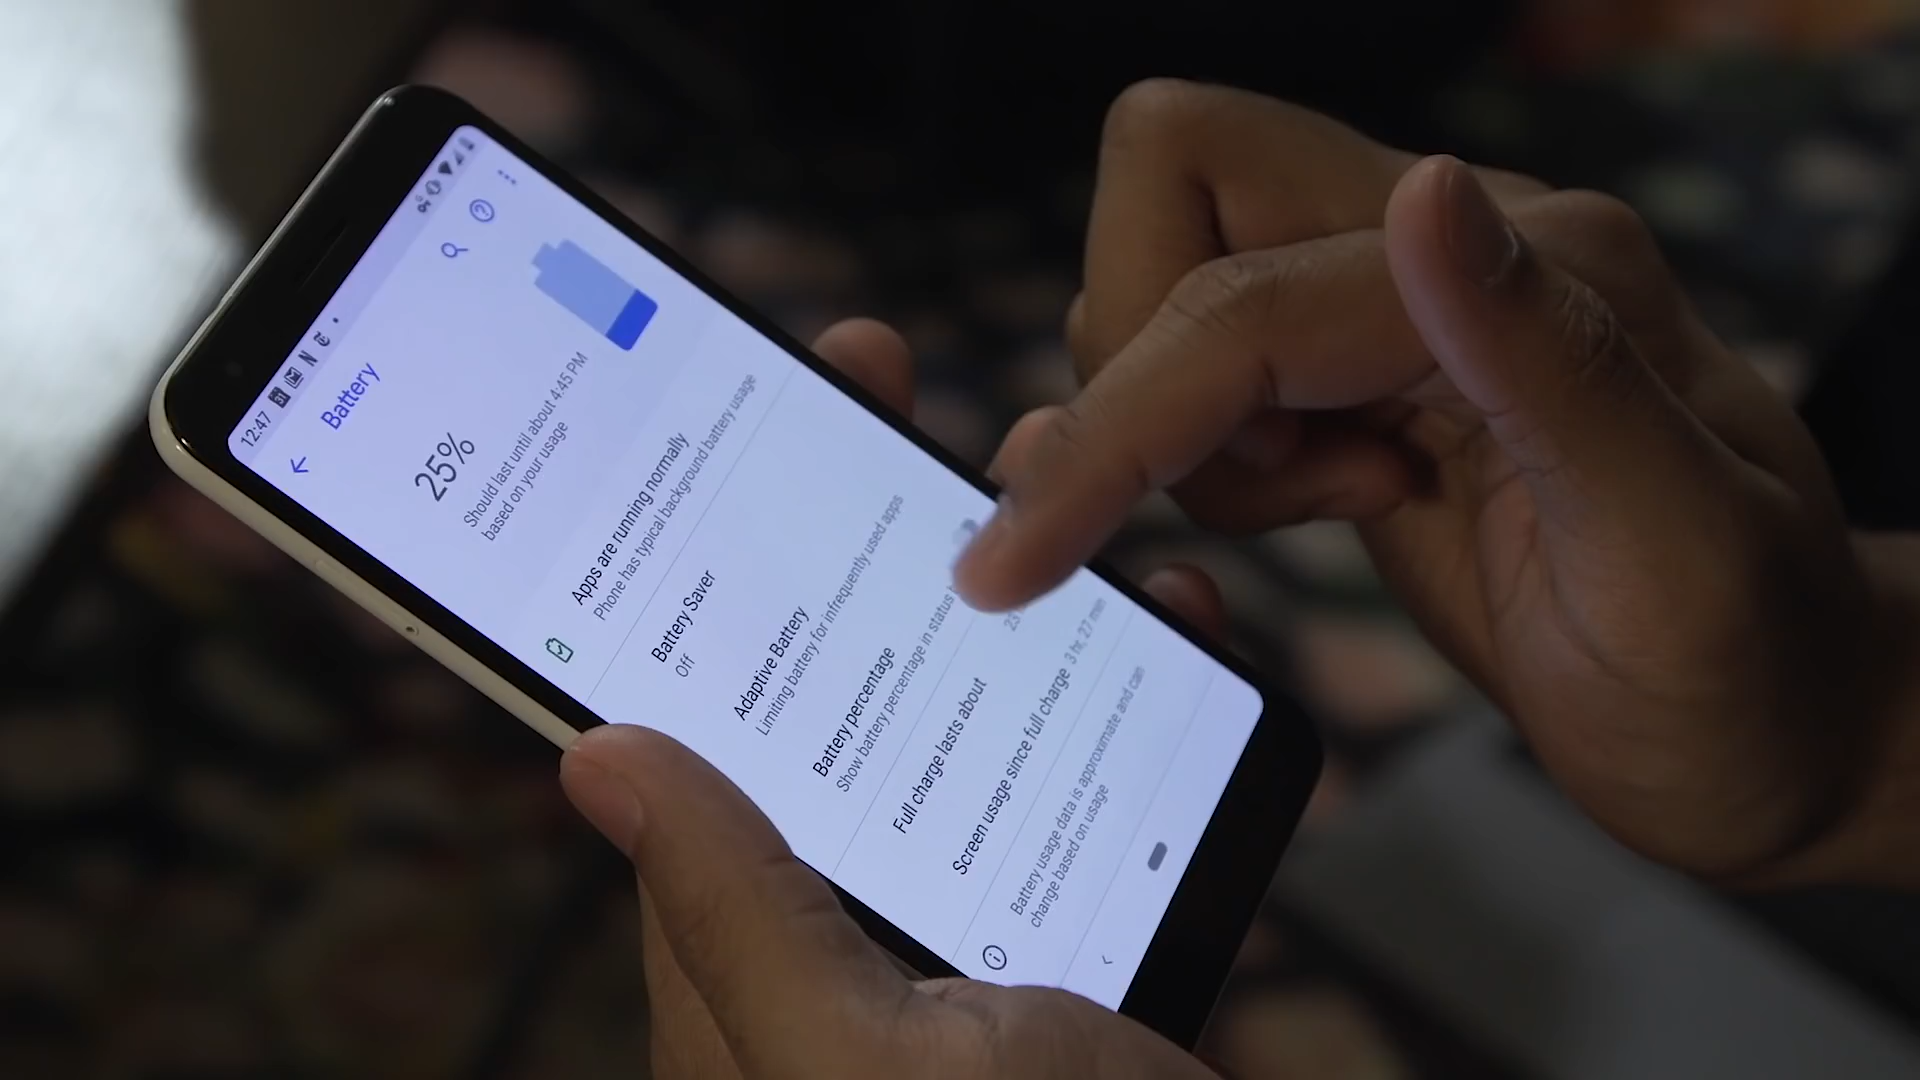 12:47
Battery
25%
Should last until about 4:45 PM
based on your usage
Apps are running normally
Phone has typical background battery usage
Battery Saver
Off
Adaptive Battery
Limiting battery for infrequently used apps
Battery percentage
Show battery percentage in status
Full charge lasts about
Screen usage since full charge 3 hr, 27 min
Battery usage data is approximate and can
change based on usage